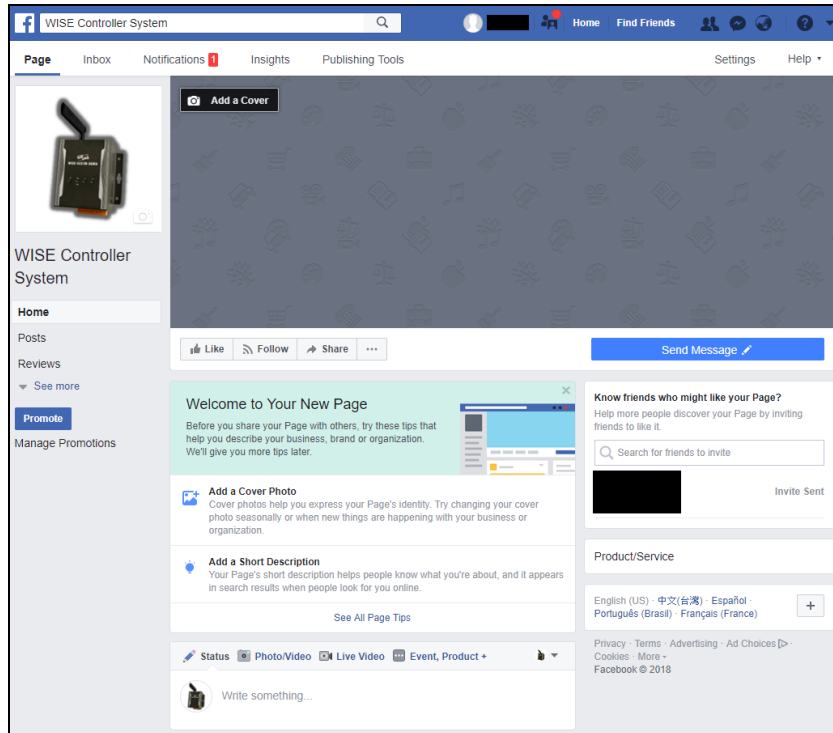 WISE Controller System
Home
Find Friends
Page
Inbox
Notifications 1
Insights
Publishing Tools
Settings
Help
Add a Cover
WISE Controller
System
Home
Posts
Reviews
See more
Promote
Manage Promotions
Like
Follow
Share
Send Message
Welcome to Your New Page
Before you share your Page with others, try these tips that
help you describe your business, brand or organization.
We'll give you more tips later.
Add a Cover Photo
Cover photos help you express your Page's identity. Try changing your cover
photo seasonally or when new things are happening with your business or
organization.
Add a Short Description
Your Page's short description helps people know what you're about, and it appears
in search results when people look for you online.
See All Page Tips
Status
Photo/Video
Live Video
Event, Product +
Write something...
Know friends who might like your Page?
Help more people discover your Page by inviting
friends to like it.
Search for friends to invite
Invite Sent
Product/Service
English (US) · 中文(台灣) · Español ·
Português (Brasil) · Français (France)
+
Privacy · Terms · Advertising · Ad Choices ·
Cookies · More
Facebook © 2018